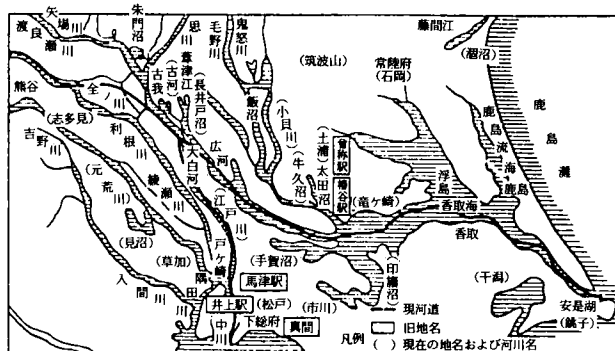 渡良瀬川
矢場川
朱門沼
思川
毛野川
鬼怒川
藤間江
(涸沼)
熊谷
全ノ川
古我
(古河)
葦津江
(長井戸沼)
飯沼
(小貝川)
(筑波山)
常陸府
(石岡)
鹿島流海
鹿島
鹿島灘
(志多見)
吉野川
利根川
太白河
広河
(牛久沼)
(土浦)
太田沼
曾祢駅
榛谷駅
浮島
(元荒川)
綾瀬川
(江戸川)
(竜ヶ崎)
香取海
香取
(見沼)
(草加)
戸ヶ崎
(手賀沼)
(印旛沼)
入間川
隅田川
馬津駅
井上駅
(松戸)
(市川)
(干潟)
安是湖
(銚子)
中川
下総府
真間
凡例
現河道
旧地名
( ) 現在の地名および河川名